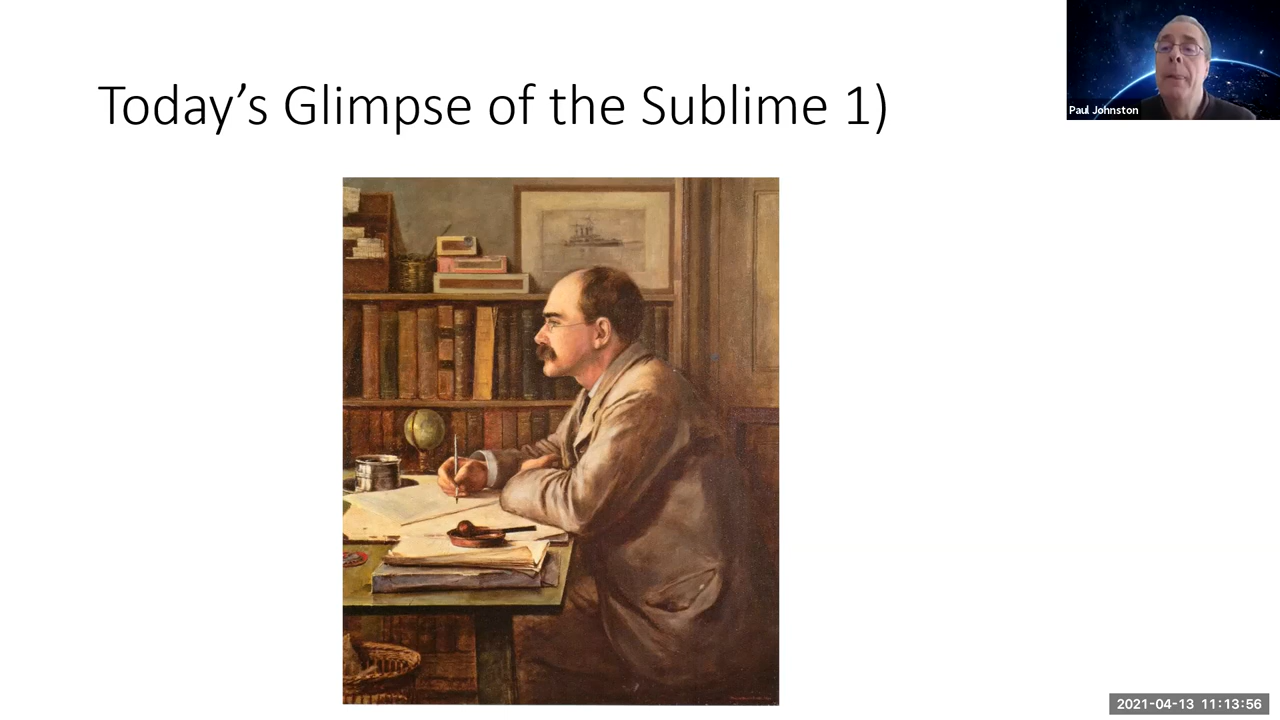 Today’s Glimpse of the Sublime 1)
Paul Johnston
2021-04-13 11:13:56